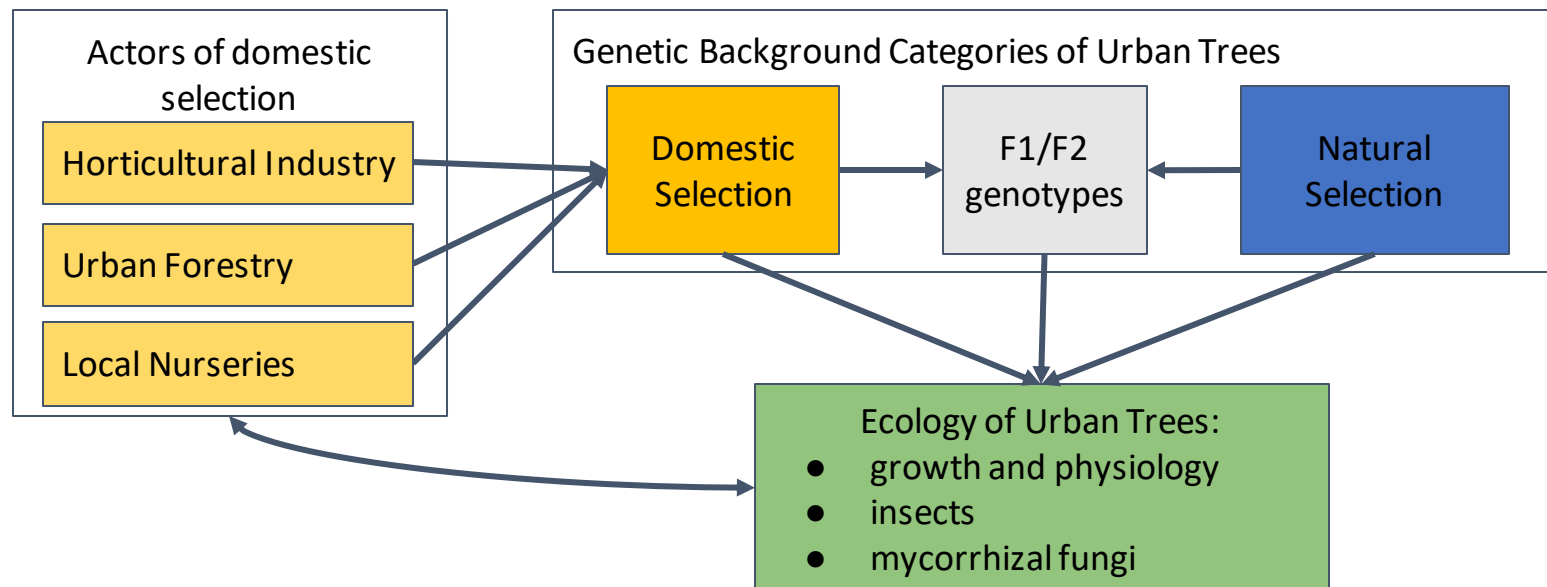 Actors of domestic
selection
Horticultural Industry
Urban Forestry
Local Nurseries
Genetic Background Categories of Urban Trees
Domestic
Selection
F1/F2
genotypes
Natural
Selection
Ecology of Urban Trees:
● growth and physiology
● insects
● mycorrhizal fungi